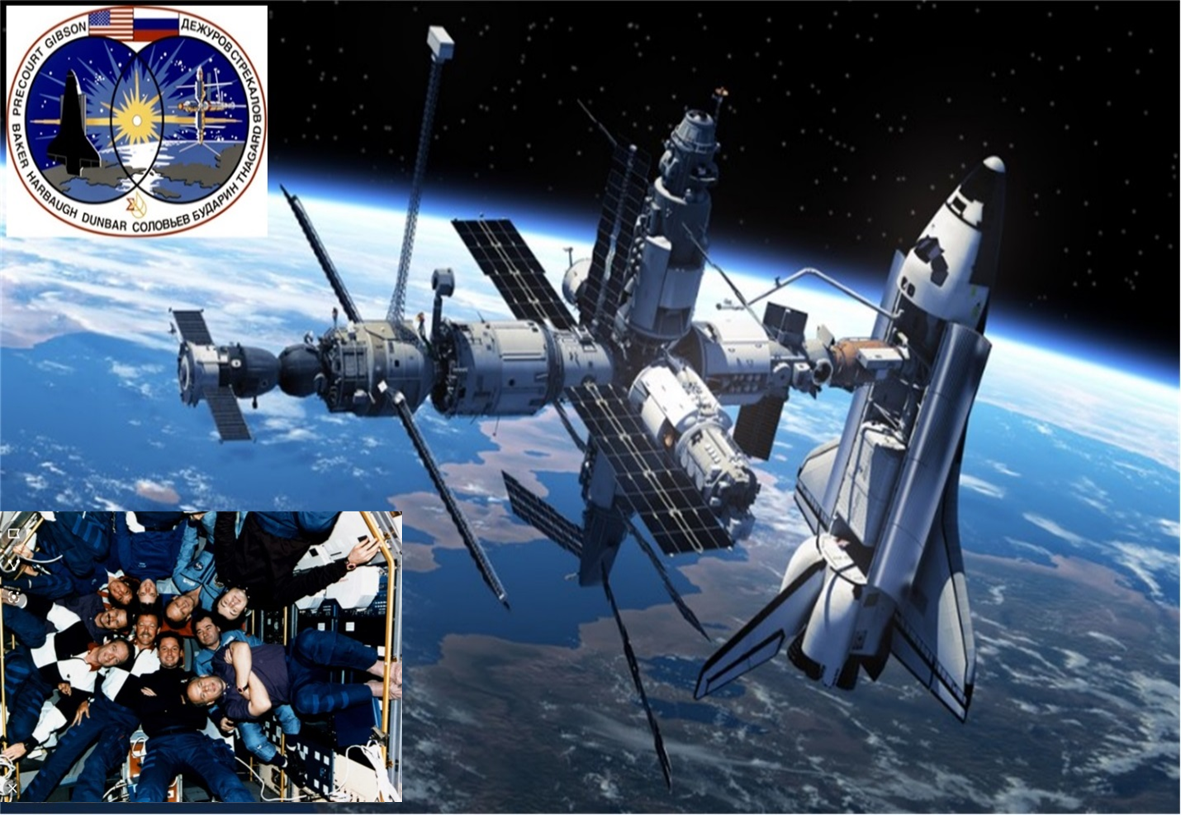 PRECOURT GIBSON
ДЕЖУРОВ СТРЕКАЛОВ
BAKER HARBAUGH DUNBAR СОЛОВЬЕВ БУДАРИН THAGARD